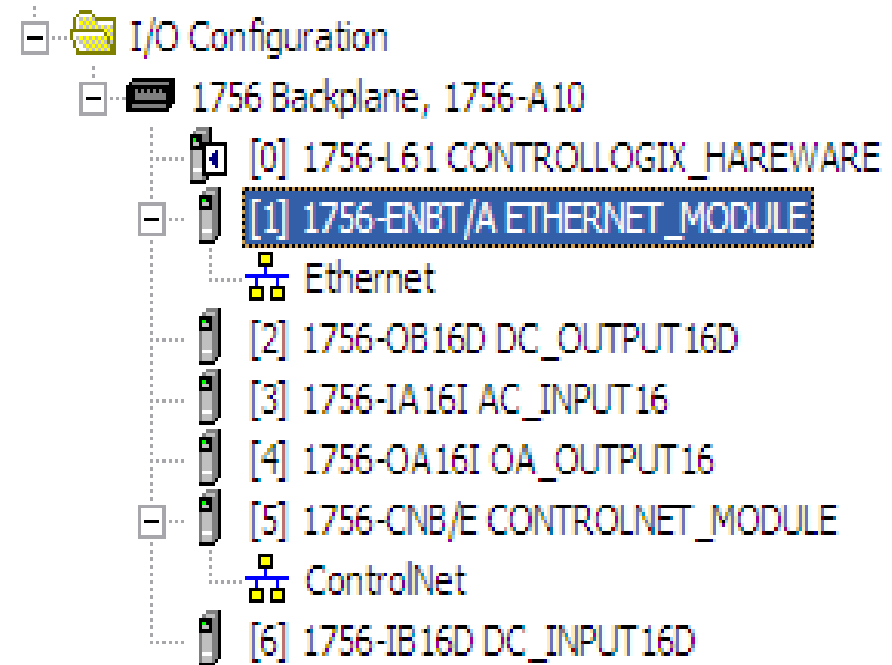 I/O Configuration
1756 Backplane, 1756-A10
[0] 1756-L61 CONTROLLOGIX_HAREWARE
[1] 1756-ENBT/A ETHERNET_MODULE
Ethernet
[2] 1756-OB16D DC_OUTPUT16D
[3] 1756-IA16I AC_INPUT16
[4] 1756-OA16I OA_OUTPUT16
[5] 1756-CNB/E CONTROLNET_MODULE
ControlNet
[6] 1756-IB16D DC_INPUT16D